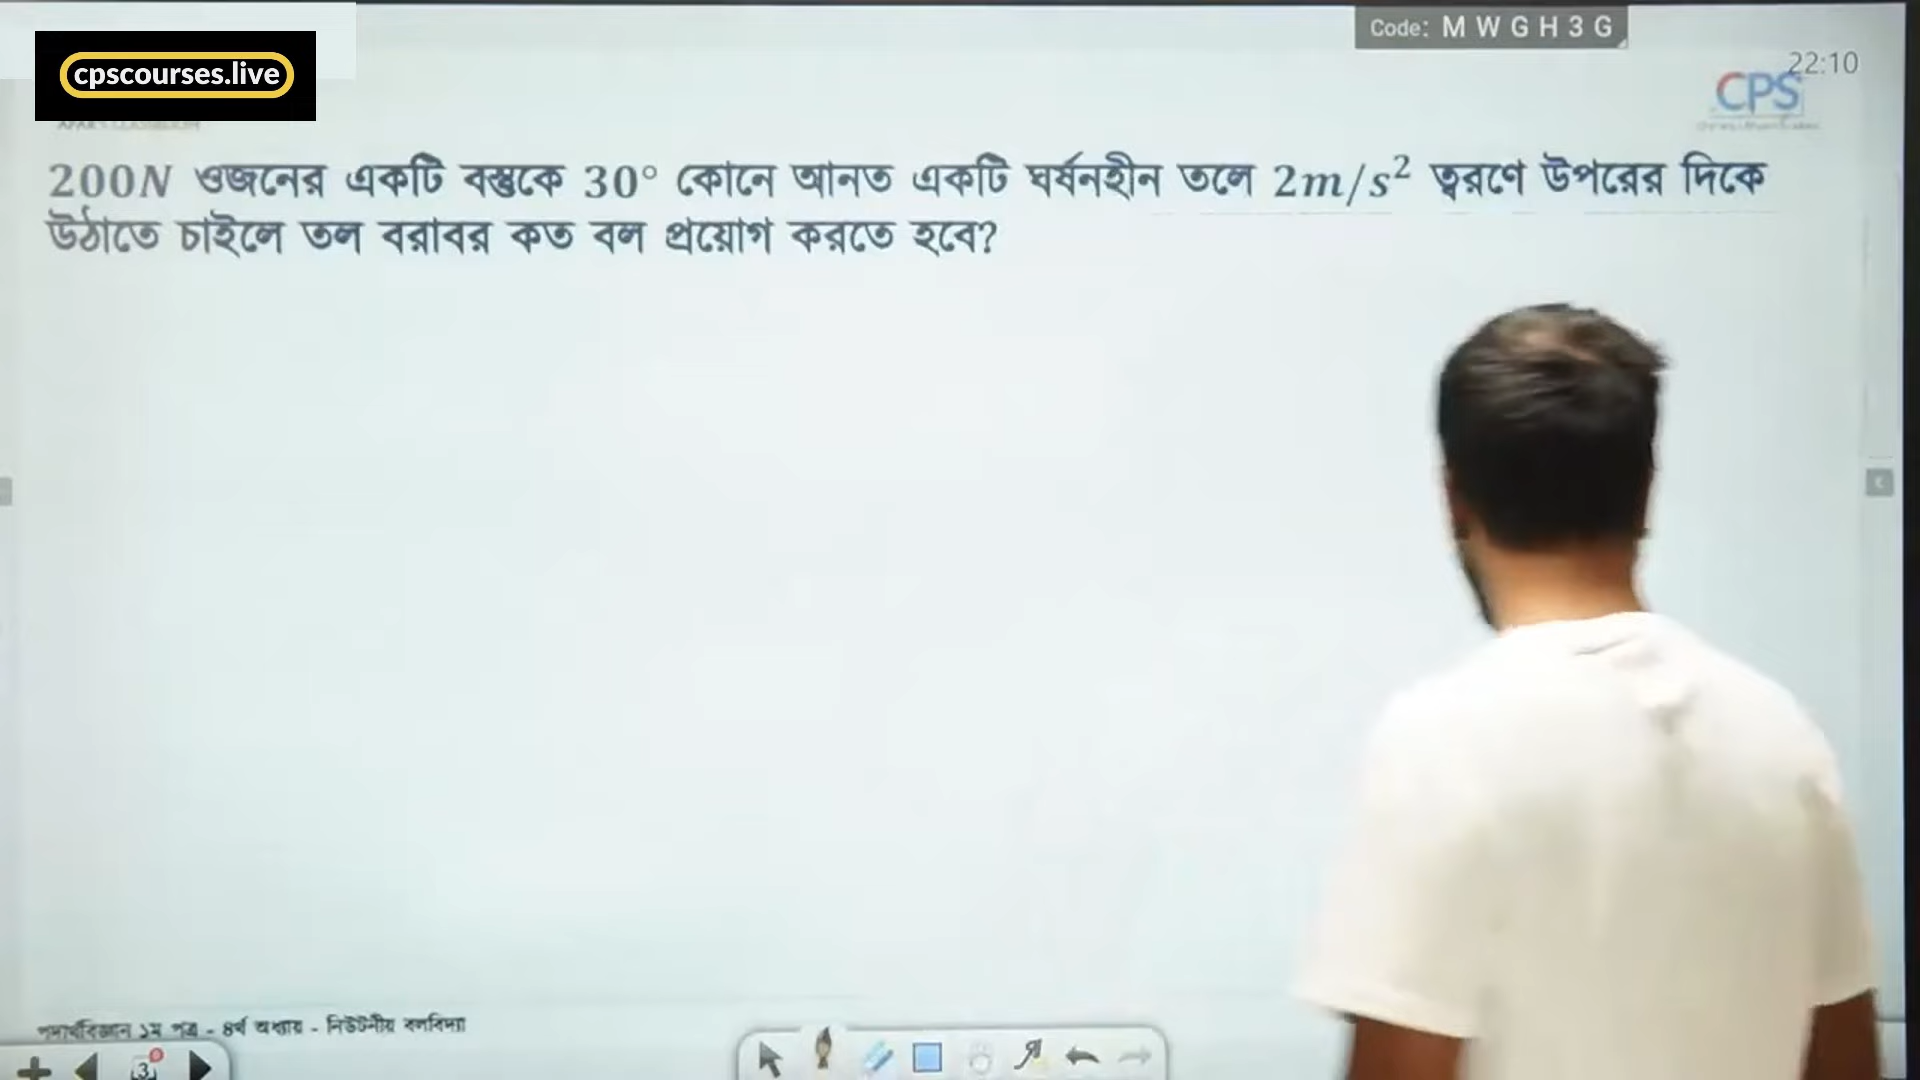 cpscourses.live
Code: M W G H 3 G
22:10
CPS
200N ওজনের একটি বস্তুকে 30° কোনে আনত একটি ঘর্ষনহীন তলে 2m/s² ত্বরণে উপরের দিকে
উঠাতে চাইলে তল বরাবর কত বল প্রয়োগ করতে হবে?
পদার্থবিজ্ঞান ১ম পত্র - ৪র্থ অধ্যায় - নিউটনীয় বলবিদ্যা
3